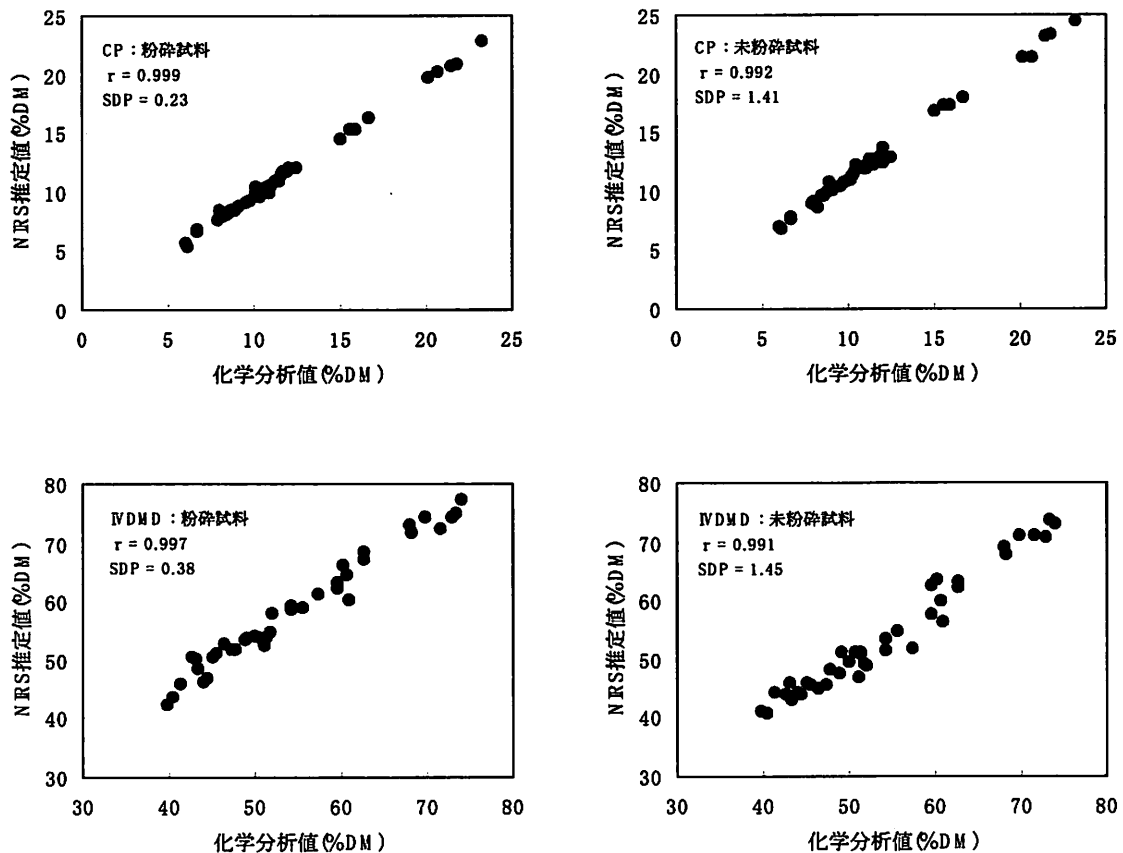 25
20
15
10
5
0
NIRS推定値(%DM)
CP：粉砕試料
r = 0.999
SDP = 0.23
0 5 10 15 20 25
化学分析値(%DM)
25
20
15
10
5
0
NIRS推定値(%DM)
CP：未粉砕試料
r = 0.992
SDP = 1.41
0 5 10 15 20 25
化学分析値(%DM)
80
70
60
50
40
30
NIRS推定値(%DM)
IVDMD：粉砕試料
r = 0.997
SDP = 0.38
30 40 50 60 70 80
化学分析値(%DM)
80
70
60
50
40
30
NIRS推定値(%DM)
IVDMD：未粉砕試料
r = 0.991
SDP = 1.45
30 40 50 60 70 80
化学分析値(%DM)